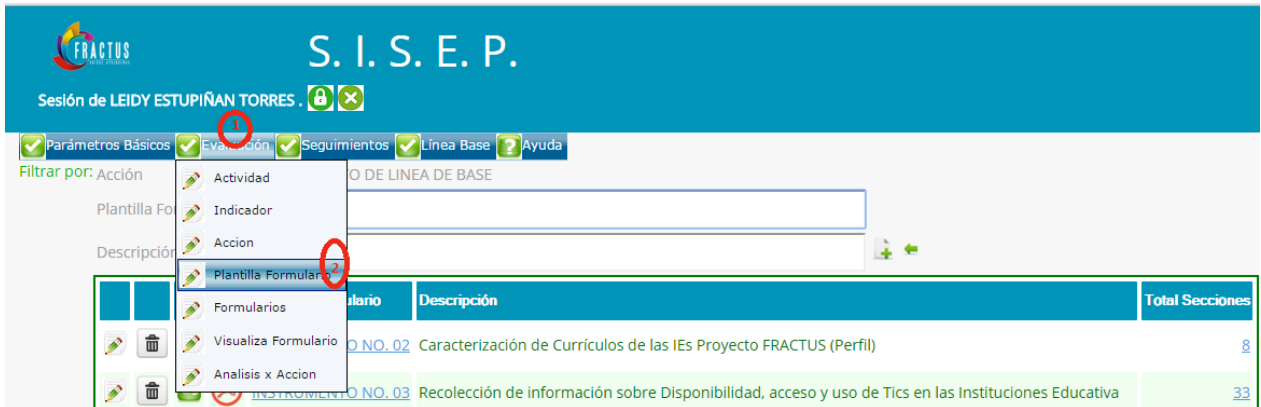 FRACTUS
S. I. S. E. P.
Sesión de LEIDY ESTUPIÑAN TORRES .
1
Parámetros Básicos Evaluación Seguimientos Línea Base Ayuda
Filtrar por: Acción O DE LINEA DE BASE
Actividad
Plantilla Fo
Indicador
Descripción
Accion
Plantilla Formulario 2
ulario Descripción Total Secciones
Formularios
Visualiza Formulario
O NO. 02 Caracterización de Currículos de las IEs Proyecto FRACTUS (Perfil) 8
Analisis x Accion
INSTRUMENTO NO. 03 Recolección de información sobre Disponibilidad, acceso y uso de Tics en las Instituciones Educativa 33